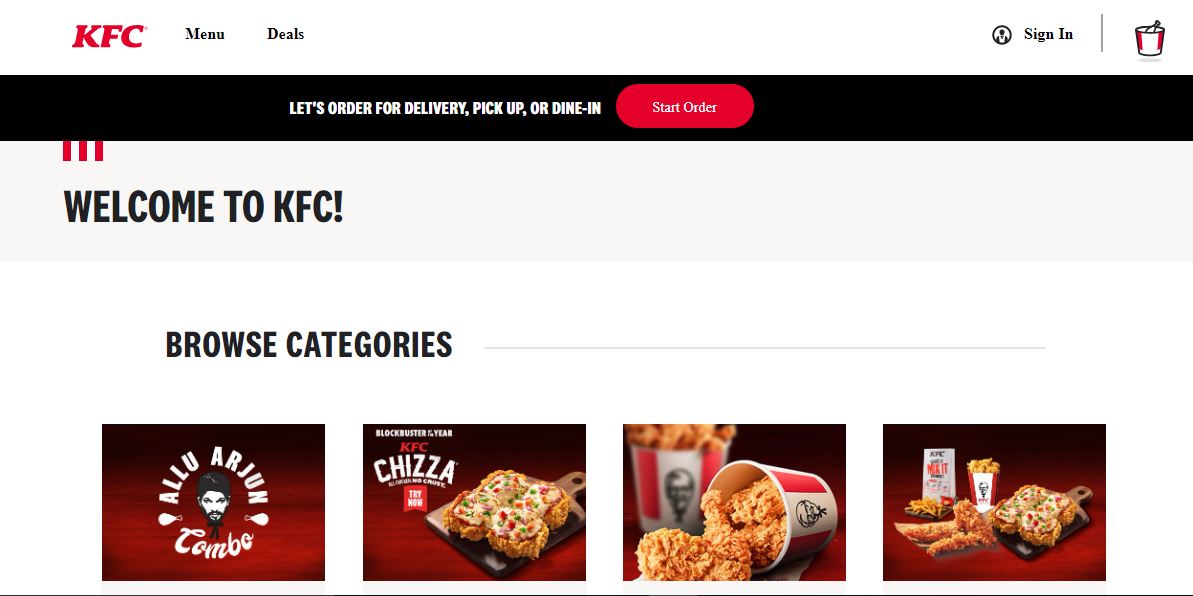 KFC
Menu
Deals
Sign In
LET'S ORDER FOR DELIVERY, PICK UP, OR DINE-IN
Start Order
WELCOME TO KFC!
BROWSE CATEGORIES
ALLU ARJUN
Combo
BLOCKBUSTER OF THE YEAR
KFC
CHIZZA
ALL CHICKEN NO CRUST.
TRY
NOW
KFC
MIX IT
KFC